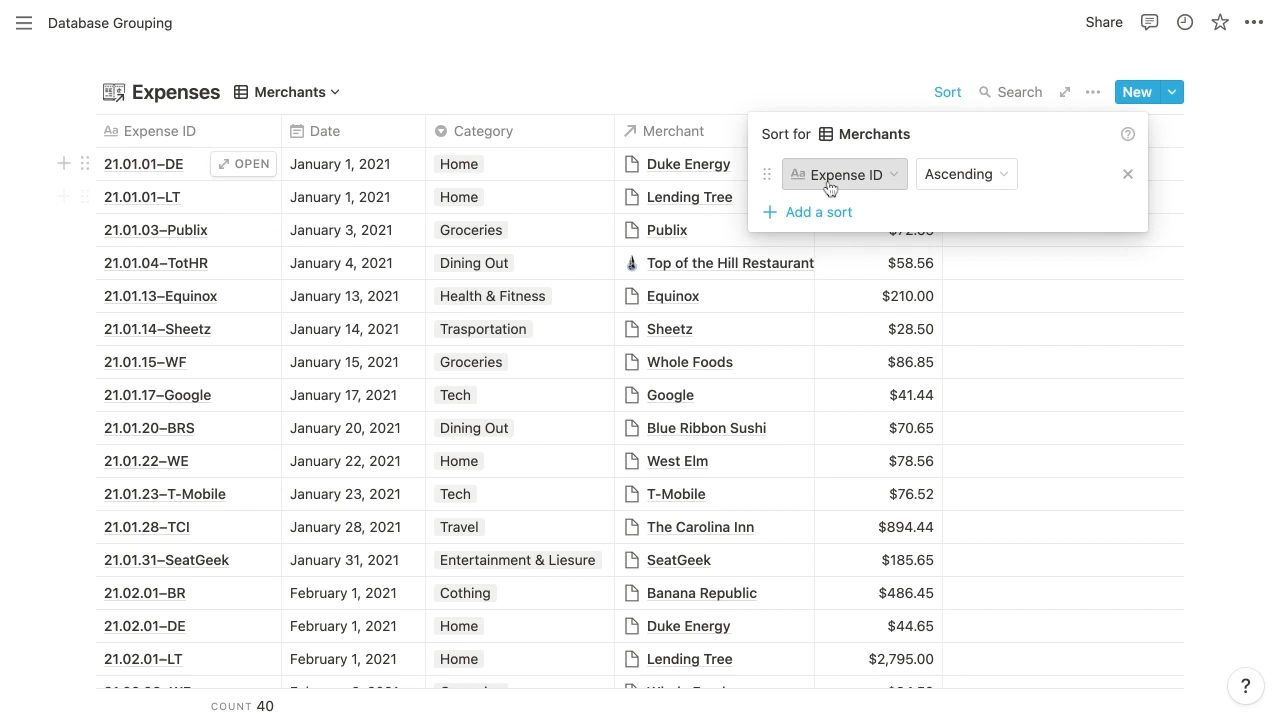 Database Grouping
Share
Expenses Merchants
Sort Search New
Aa Expense ID Date Category Merchant
Sort for Merchants
Aa Expense ID Ascending
Add a sort
21.01.01–DE OPEN January 1, 2021 Home Duke Energy
21.01.01–LT January 1, 2021 Home Lending Tree
21.01.03–Publix January 3, 2021 Groceries Publix
21.01.04–TotHR January 4, 2021 Dining Out Top of the Hill Restaurant $58.56
21.01.13–Equinox January 13, 2021 Health & Fitness Equinox $210.00
21.01.14–Sheetz January 14, 2021 Trasportation Sheetz $28.50
21.01.15–WF January 15, 2021 Groceries Whole Foods $86.85
21.01.17–Google January 17, 2021 Tech Google $41.44
21.01.20–BRS January 20, 2021 Dining Out Blue Ribbon Sushi $70.65
21.01.22–WE January 22, 2021 Home West Elm $78.56
21.01.23–T-Mobile January 23, 2021 Tech T-Mobile $76.52
21.01.28–TCI January 28, 2021 Travel The Carolina Inn $894.44
21.01.31–SeatGeek January 31, 2021 Entertainment & Liesure SeatGeek $185.65
21.02.01–BR February 1, 2021 Cothing Banana Republic $486.45
21.02.01–DE February 1, 2021 Home Duke Energy $44.65
21.02.01–LT February 1, 2021 Home Lending Tree $2,795.00
COUNT 40
?